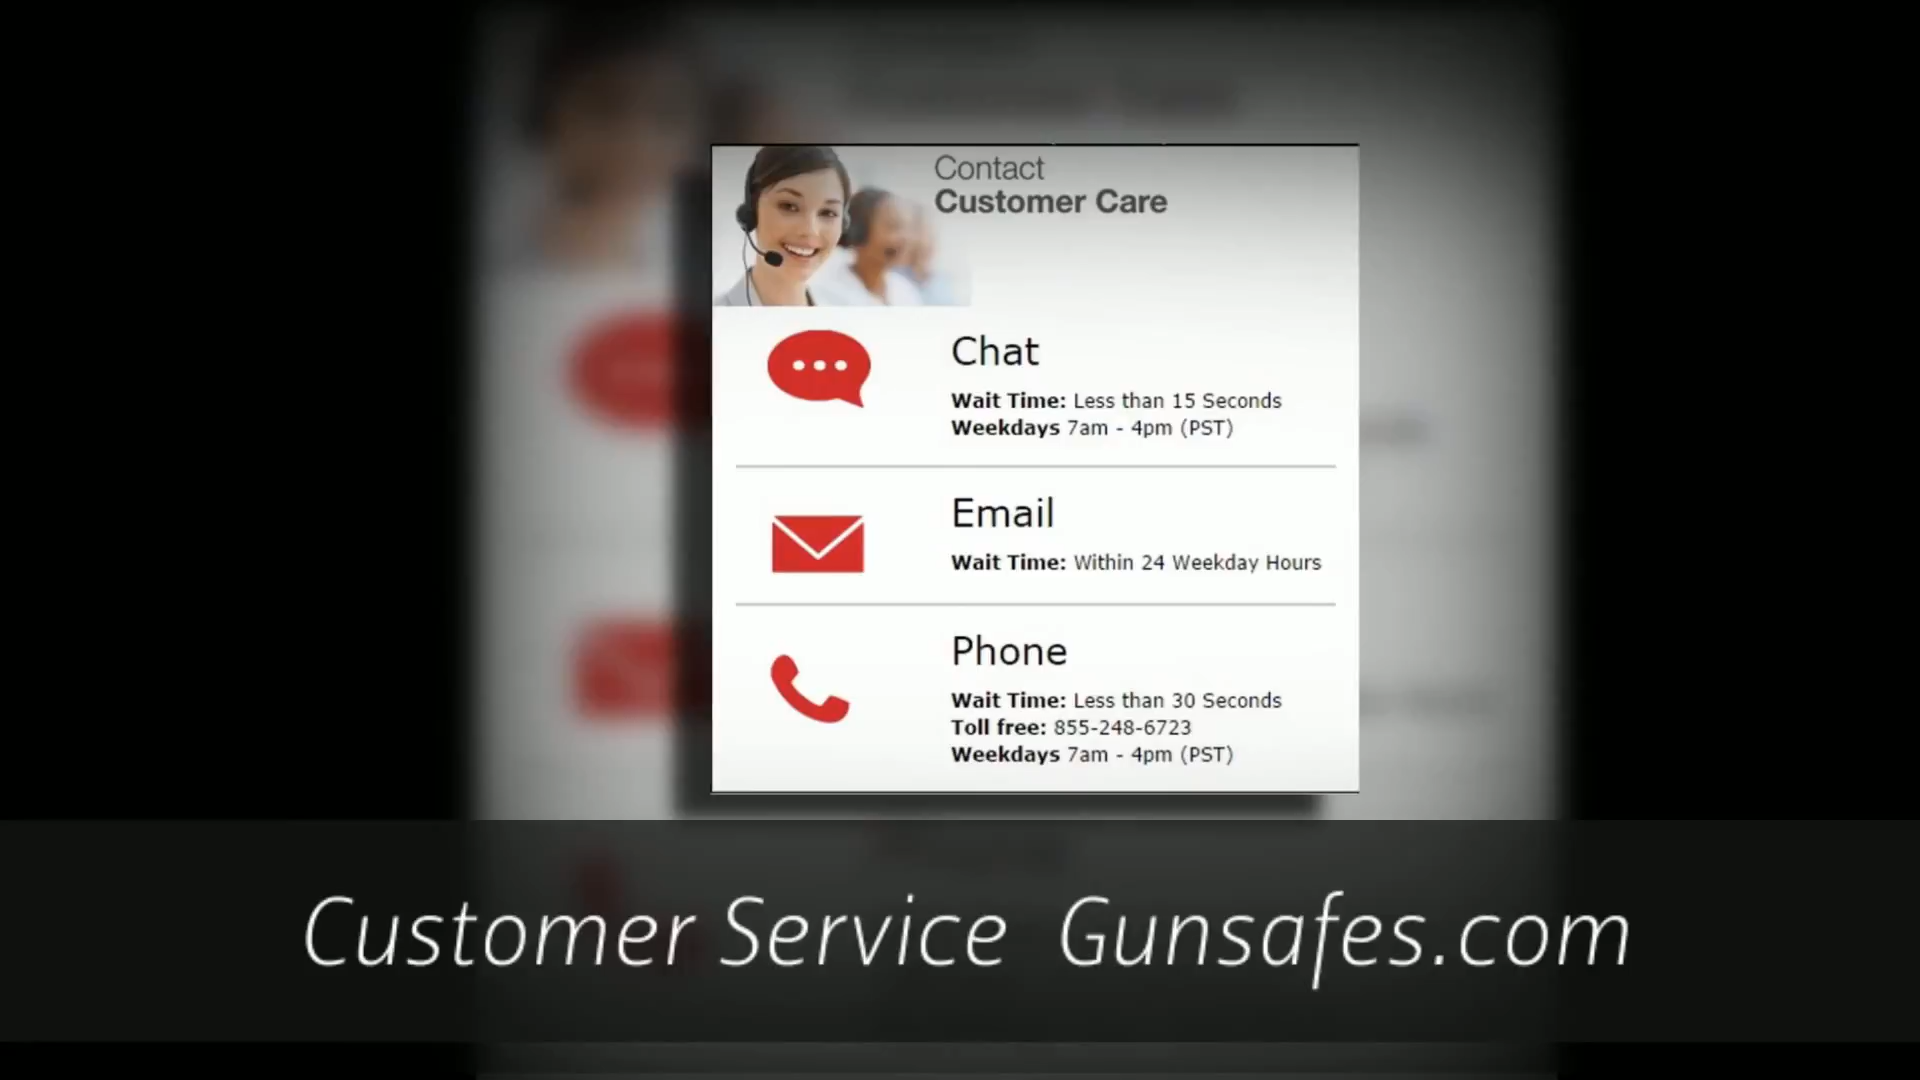 Contact
Customer Care
Chat
Wait Time: Less than 15 Seconds
Weekdays 7am - 4pm (PST)
Email
Wait Time: Within 24 Weekday Hours
Phone
Wait Time: Less than 30 Seconds
Toll free: 855-248-6723
Weekdays 7am - 4pm (PST)
Customer Service Gunsafes.com